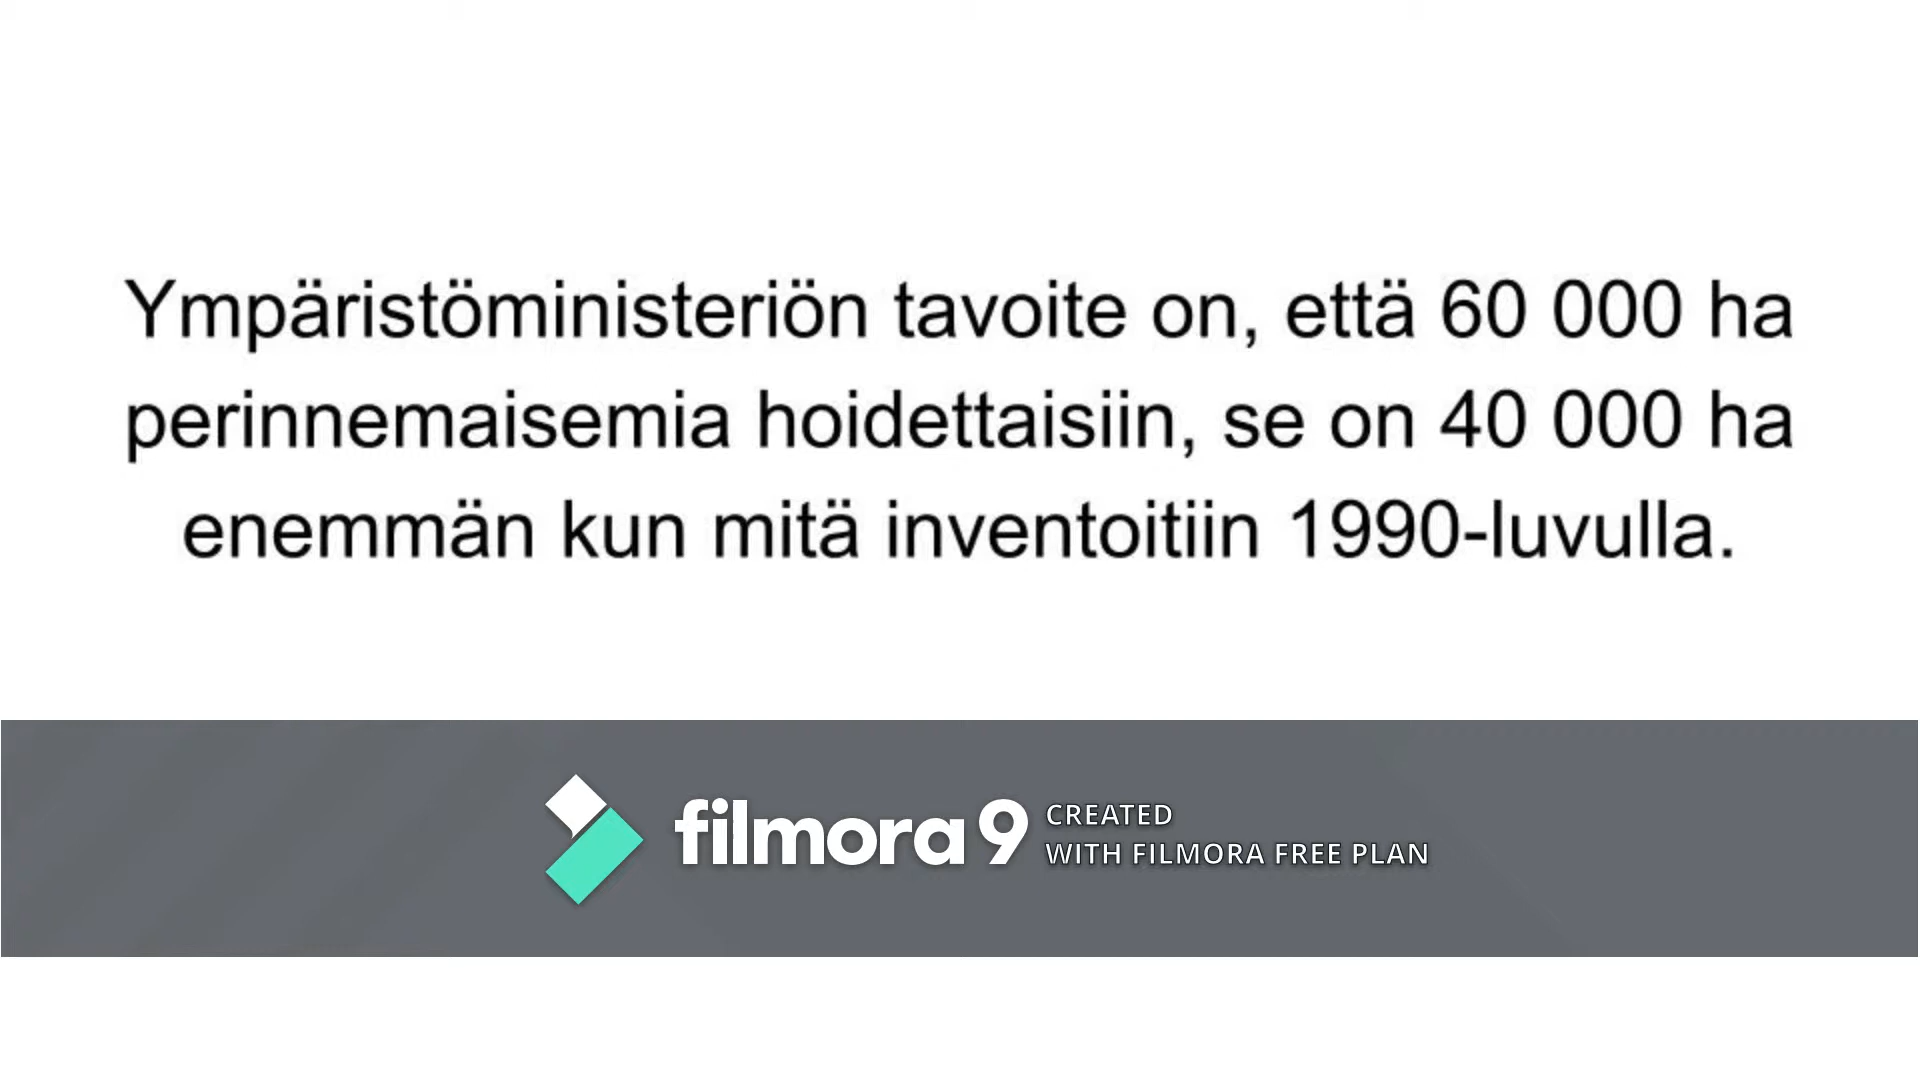 Ympäristöministeriön tavoite on, että 60 000 ha
perinnemaisemia hoidettaisiin, se on 40 000 ha
enemmän kun mitä inventoitiin 1990-luvulla.
filmora 9
CREATED
WITH FILMORA FREE PLAN